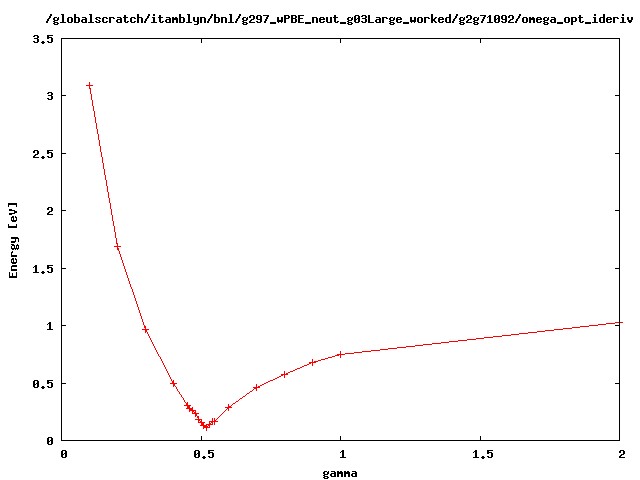 /globalscratch/itamblyn/bnl/g297_wPBE_neut_g03Large_worked/g2g71092/omega_opt_ideriv
3.5
3
2.5
2
1.5
1
0.5
0
Energy [eV]
0 0.5 1 1.5 2
gamma